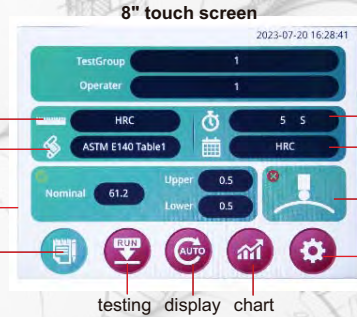 8" touch screen
2023-07-20 16:28:41
TestGroup 1
Operater 1
HRC 5 S
ASTM E140 Table1 HRC
Nominal 61.2 Upper 0.5
Lower 0.5
RUN AUTO
testing display chart